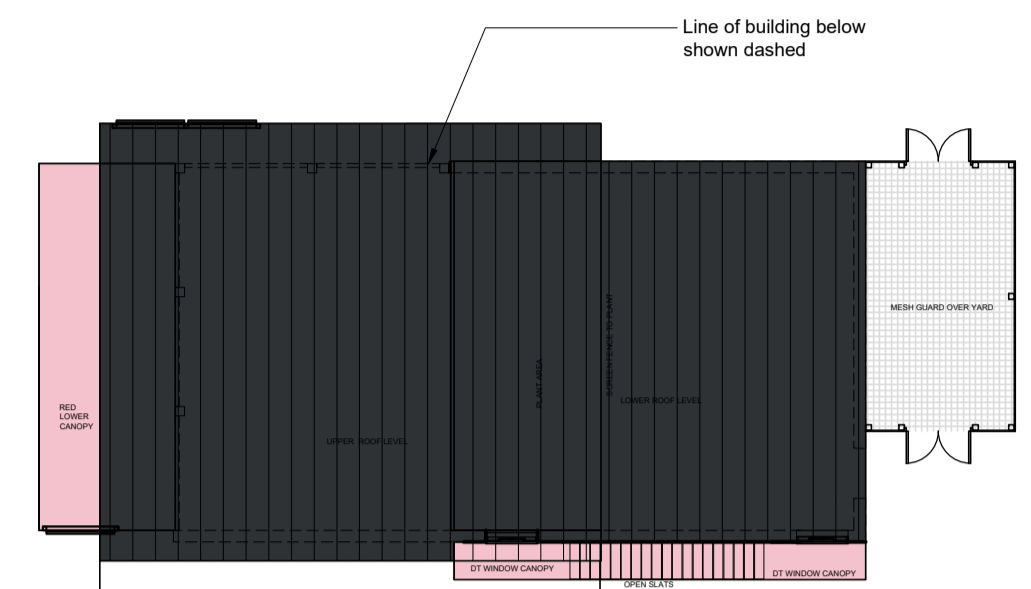 Line of building below
shown dashed
MESH GUARD OVER YARD
SCREEN FENCE TO PLANT
PLANT AREA
LOWER ROOF LEVEL
RED
LOWER
CANOPY
UPPER ROOF LEVEL
DT WINDOW CANOPY
DT WINDOW CANOPY
OPEN SLATS